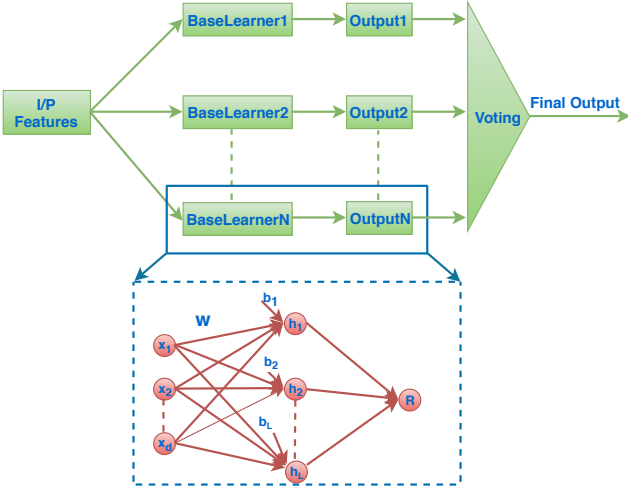 BaseLearner1 Output1
I/P
Features
BaseLearner2 Output2 Voting Final Output
BaseLearnerN OutputN
b1
W h1
x1
b2
x2 h2 R
bL
xd
hL